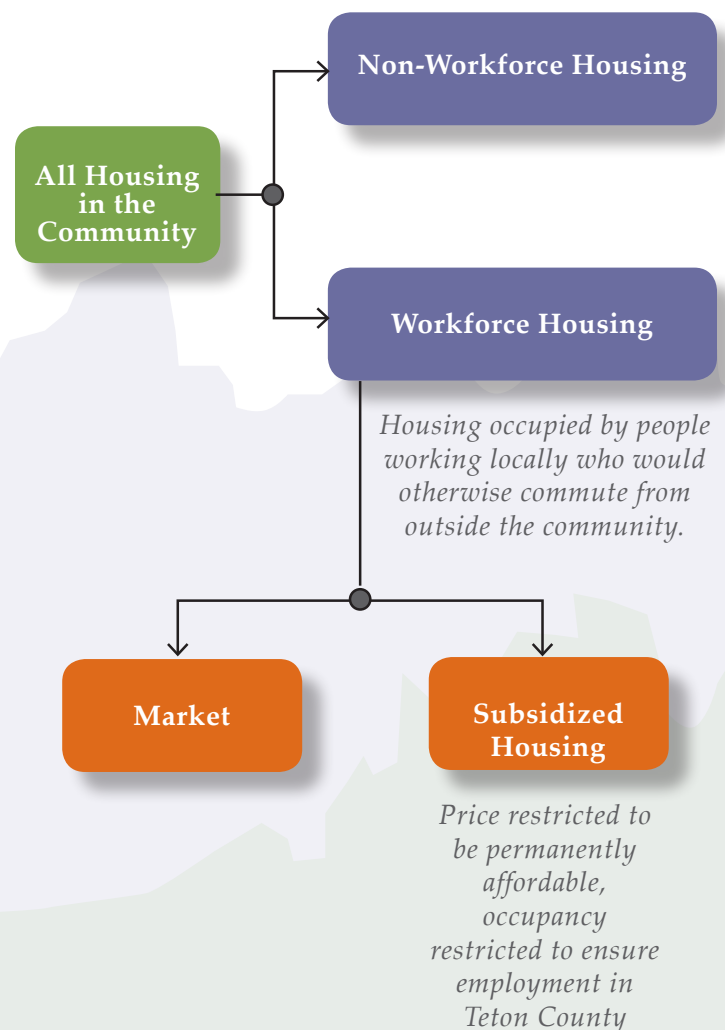 Non-Workforce Housing
All Housing
in the
Community
Workforce Housing
Housing occupied by people
working locally who would
otherwise commute from
outside the community.
Market
Subsidized
Housing
Price restricted to
be permanently
affordable,
occupancy
restricted to ensure
employment in
Teton County